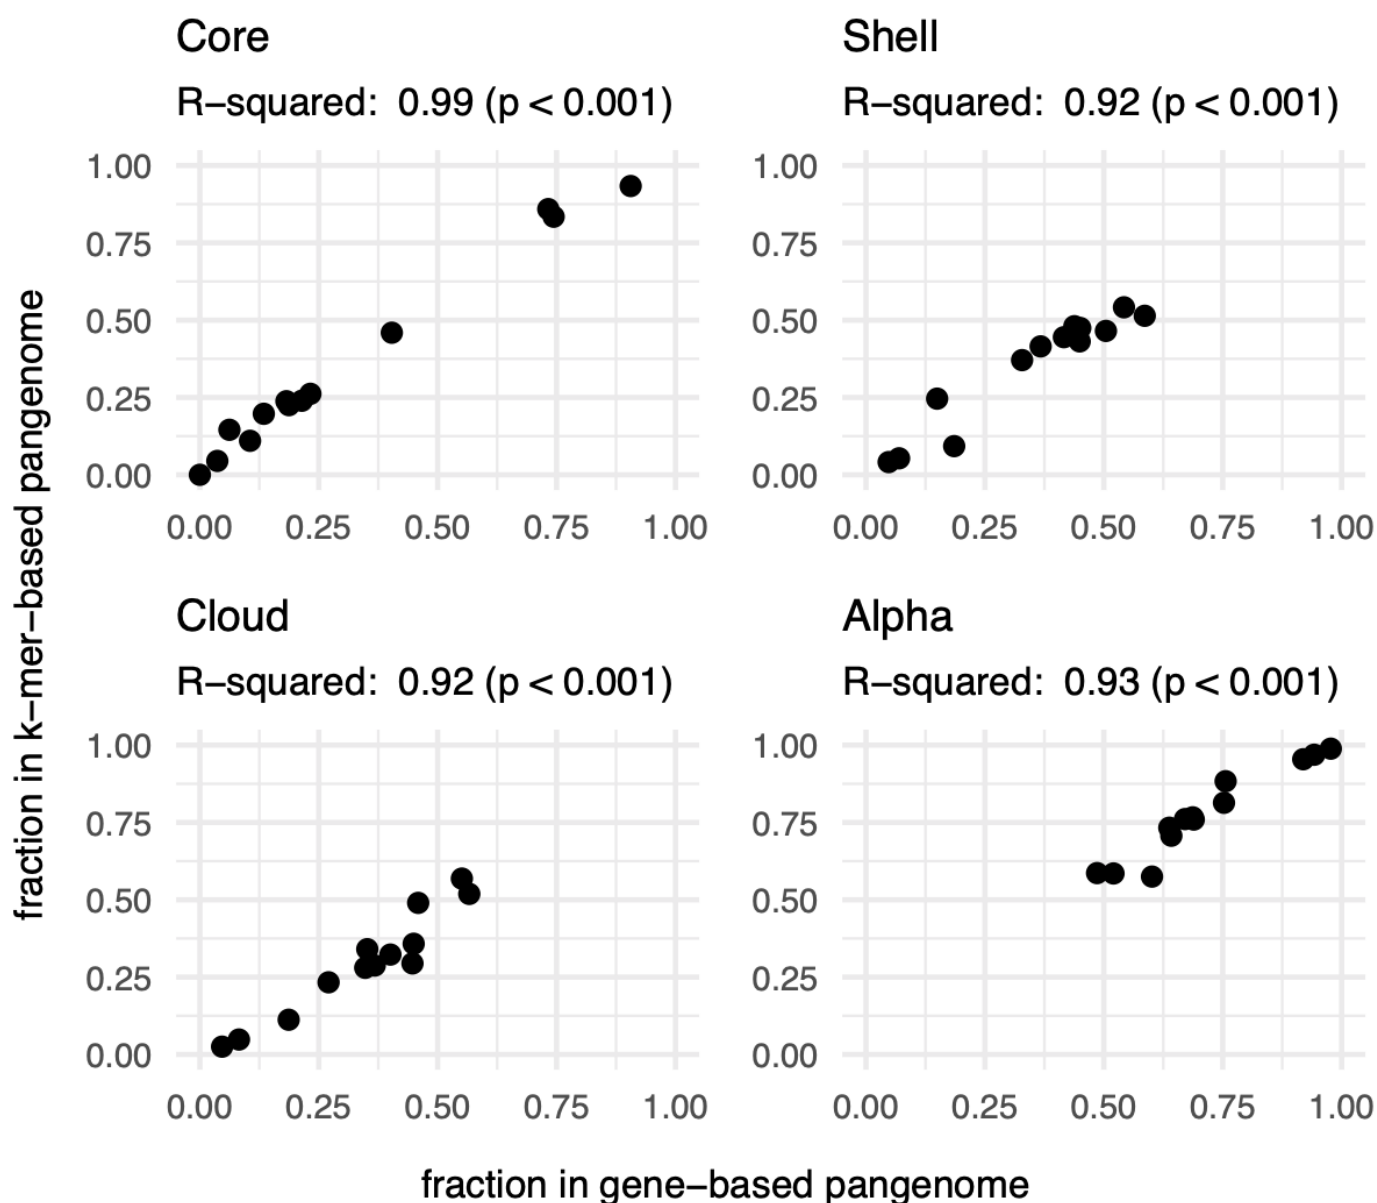 Core
R−squared: 0.99 (p < 0.001)
1.00
0.75
0.50
0.25
0.00
0.00 0.25 0.50 0.75 1.00
Shell
R−squared: 0.92 (p < 0.001)
1.00
0.75
0.50
0.25
0.00
0.00 0.25 0.50 0.75 1.00
Cloud
R−squared: 0.92 (p < 0.001)
1.00
0.75
0.50
0.25
0.00
0.00 0.25 0.50 0.75 1.00
Alpha
R−squared: 0.93 (p < 0.001)
1.00
0.75
0.50
0.25
0.00
0.00 0.25 0.50 0.75 1.00
fraction in k−mer−based pangenome
fraction in gene−based pangenome